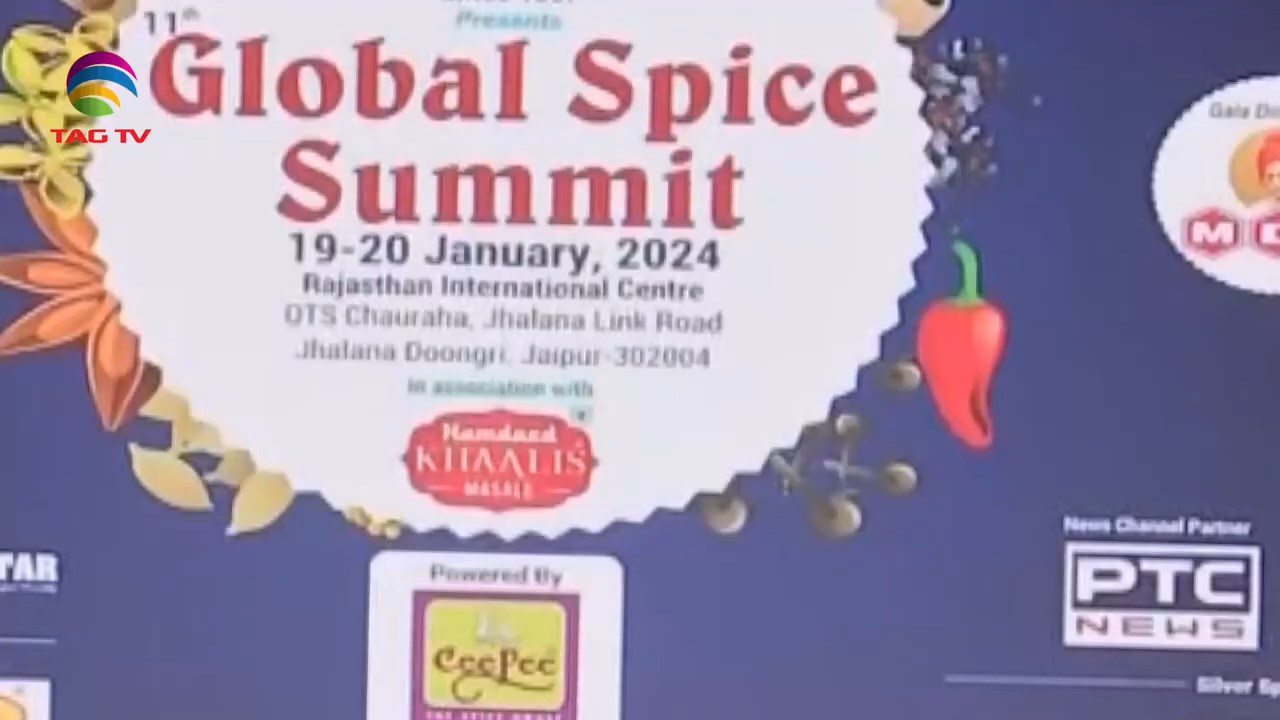 Presents
11th
Global Spice
Summit
19-20 January, 2024
Rajasthan International Centre
OTS Chauraha, Jhalana Link Road
Jhalana Doongri, Jaipur-302004
in association with
Hamdard
KHAALIS
MASALE
Powered By
CeePee
TAG TV
Gala
M
TAR
News Channel Partner
PTC
NEWS
Silver